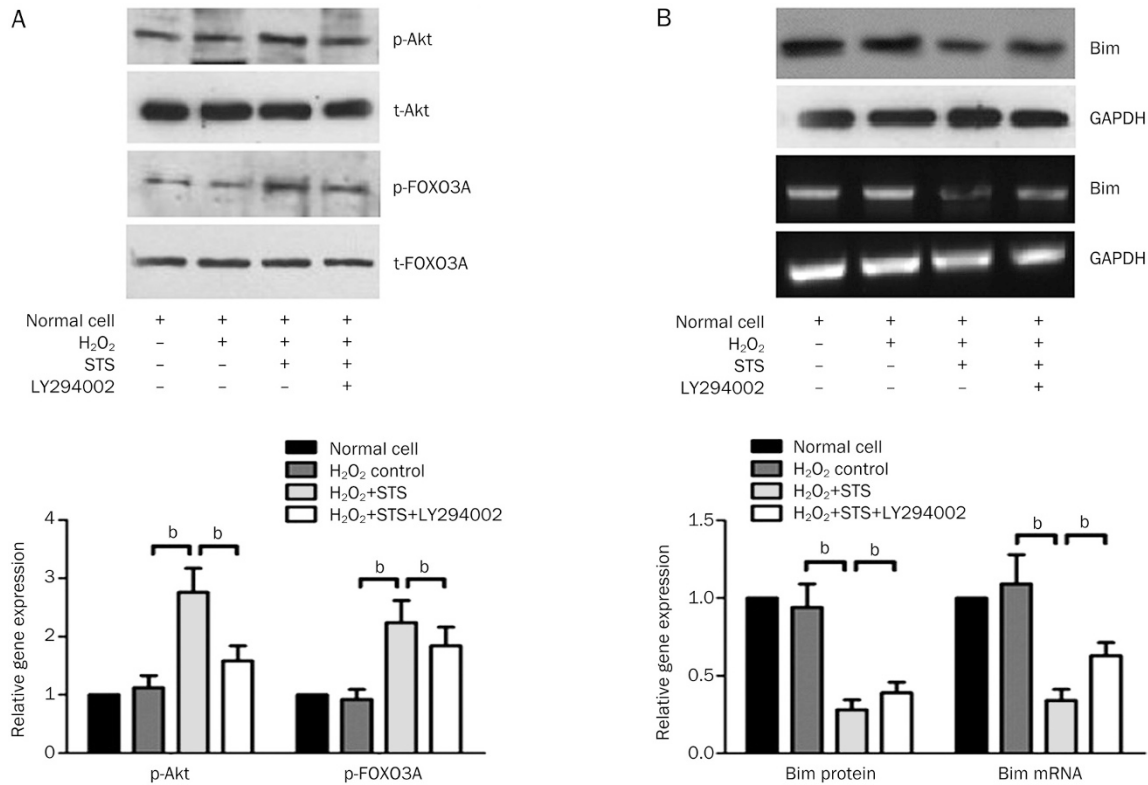 A
p-Akt
t-Akt
p-FOXO3A
t-FOXO3A
Normal cell + + + +
H₂O₂ – + + +
STS – – + +
LY294002 – – – +
Normal cell
H₂O₂ control
H₂O₂+STS
H₂O₂+STS+LY294002
Relative gene expression
4
3
2
1
0
b b
b b
p-Akt p-FOXO3A
B
Bim
GAPDH
Bim
GAPDH
Normal cell + + + +
H₂O₂ – + + +
STS – – + +
LY294002 – – – +
Normal cell
H₂O₂ control
H₂O₂+STS
H₂O₂+STS+LY294002
Relative gene expression
1.5
1.0
0.5
0.0
b b
b b
Bim protein Bim mRNA